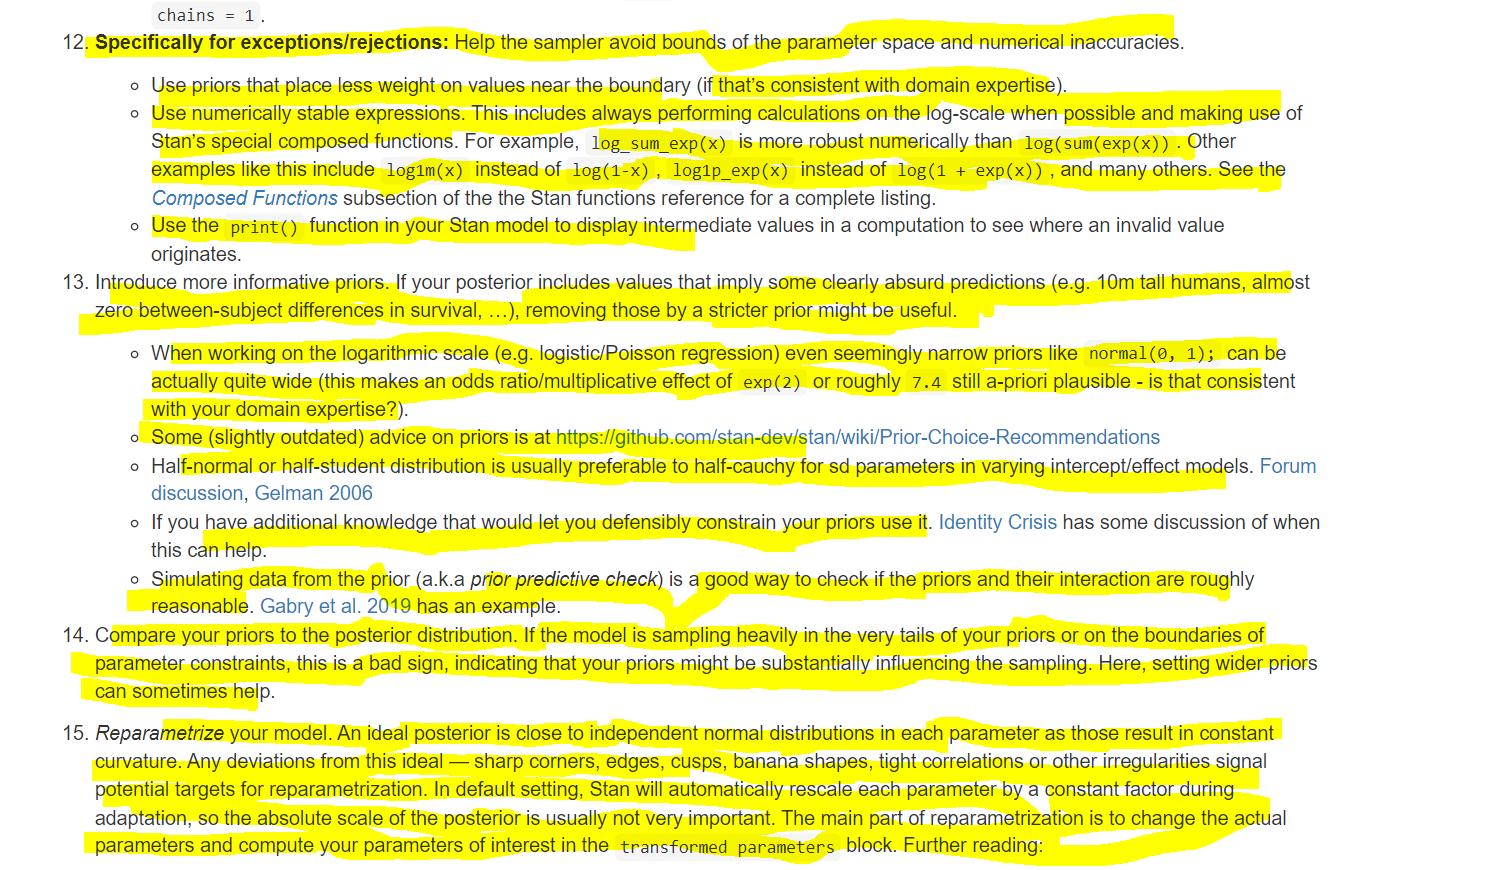 chains = 1 .
12. Specifically for exceptions/rejections: Help the sampler avoid bounds of the parameter space and numerical inaccuracies.
○ Use priors that place less weight on values near the boundary (if that's consistent with domain expertise).
○ Use numerically stable expressions. This includes always performing calculations on the log-scale when possible and making use of
Stan's special composed functions. For example, log_sum_exp(x) is more robust numerically than log(sum(exp(x)) . Other
examples like this include log1m(x) instead of log(1-x) , log1p_exp(x) instead of log(1 + exp(x)) , and many others. See the
Composed Functions subsection of the the Stan functions reference for a complete listing.
○ Use the print() function in your Stan model to display intermediate values in a computation to see where an invalid value
originates.
13. Introduce more informative priors. If your posterior includes values that imply some clearly absurd predictions (e.g. 10m tall humans, almost
zero between-subject differences in survival, …), removing those by a stricter prior might be useful.
○ When working on the logarithmic scale (e.g. logistic/Poisson regression) even seemingly narrow priors like normal(0, 1); can be
actually quite wide (this makes an odds ratio/multiplicative effect of exp(2) or roughly 7.4 still a-priori plausible - is that consistent
with your domain expertise?).
○ Some (slightly outdated) advice on priors is at https://github.com/stan-dev/stan/wiki/Prior-Choice-Recommendations
○ Half-normal or half-student distribution is usually preferable to half-cauchy for sd parameters in varying intercept/effect models. Forum
discussion, Gelman 2006
○ If you have additional knowledge that would let you defensibly constrain your priors use it. Identity Crisis has some discussion of when
this can help.
○ Simulating data from the prior (a.k.a prior predictive check) is a good way to check if the priors and their interaction are roughly
reasonable. Gabry et al. 2019 has an example.
14. Compare your priors to the posterior distribution. If the model is sampling heavily in the very tails of your priors or on the boundaries of
parameter constraints, this is a bad sign, indicating that your priors might be substantially influencing the sampling. Here, setting wider priors
can sometimes help.
15. Reparametrize your model. An ideal posterior is close to independent normal distributions in each parameter as those result in constant
curvature. Any deviations from this ideal — sharp corners, edges, cusps, banana shapes, tight correlations or other irregularities signal
potential targets for reparametrization. In default setting, Stan will automatically rescale each parameter by a constant factor during
adaptation, so the absolute scale of the posterior is usually not very important. The main part of reparametrization is to change the actual
parameters and compute your parameters of interest in the transformed parameters block. Further reading: